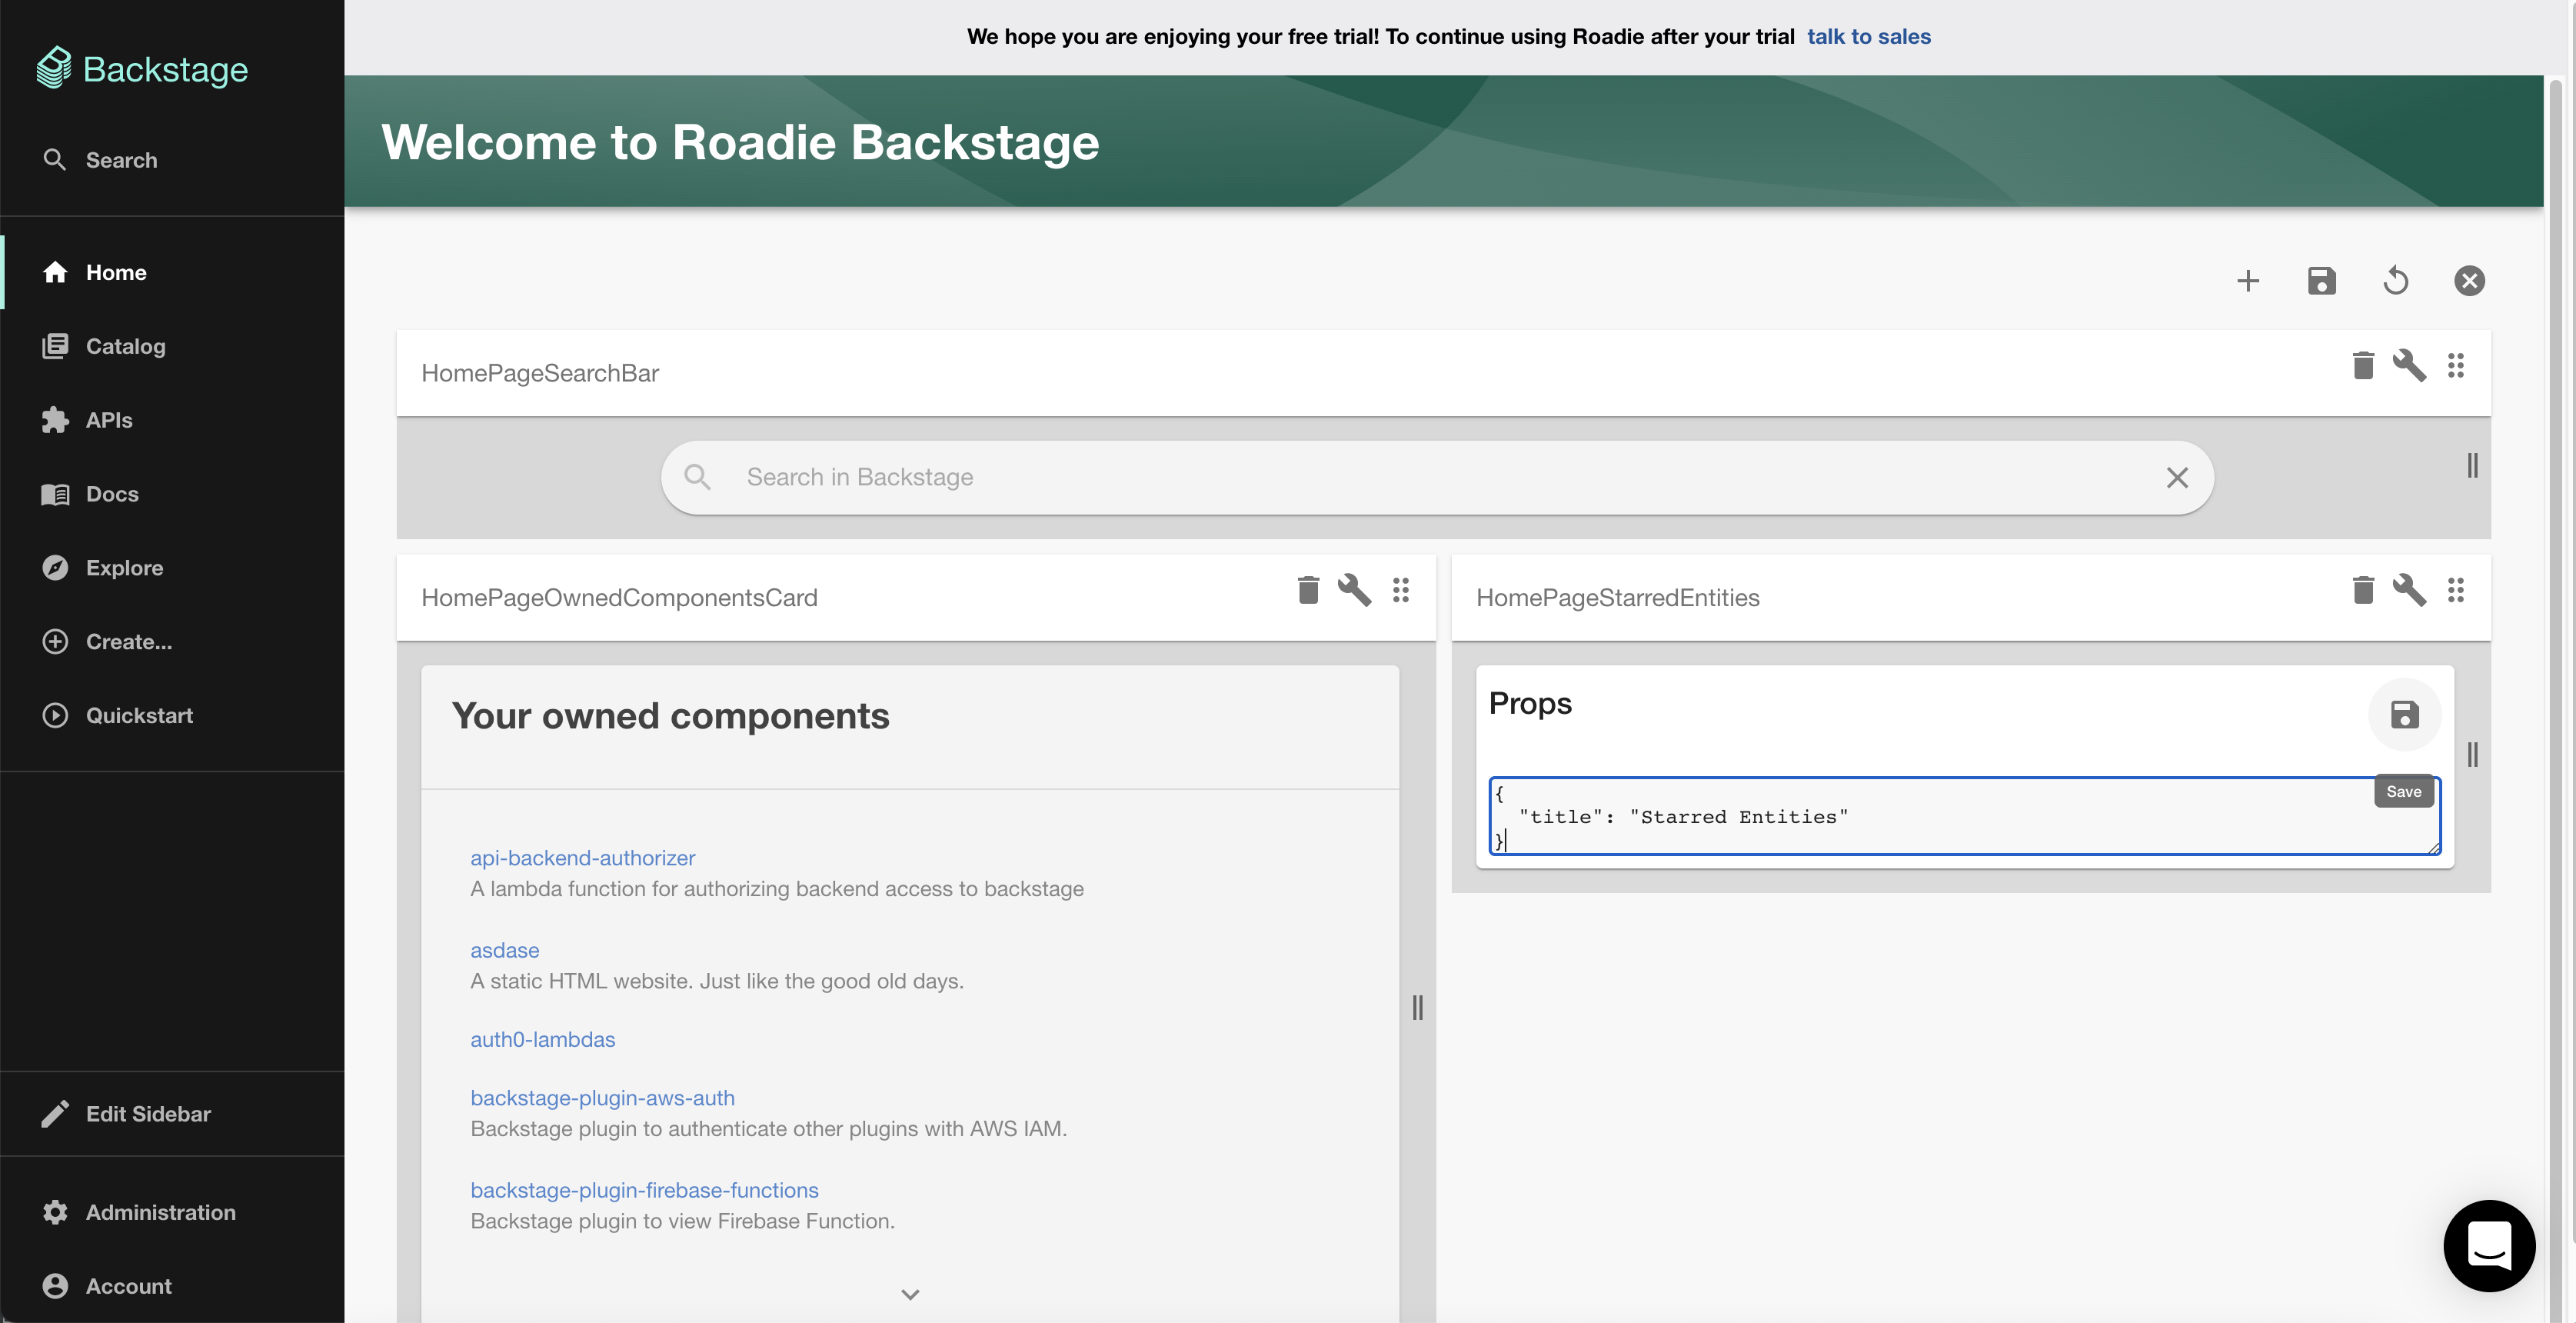 Backstage
We hope you are enjoying your free trial! To continue using Roadie after your trial talk to sales
Welcome to Roadie Backstage
Search
Home
Catalog
APIs
Docs
Explore
Create...
Quickstart
Edit Sidebar
Administration
Account
HomePageSearchBar
Search in Backstage
HomePageOwnedComponentsCard
Your owned components
api-backend-authorizer
A lambda function for authorizing backend access to backstage
asdase
A static HTML website. Just like the good old days.
auth0-lambdas
backstage-plugin-aws-auth
Backstage plugin to authenticate other plugins with AWS IAM.
backstage-plugin-firebase-functions
Backstage plugin to view Firebase Function.
HomePageStarredEntities
Props
Save
{
"title": "Starred Entities"
}